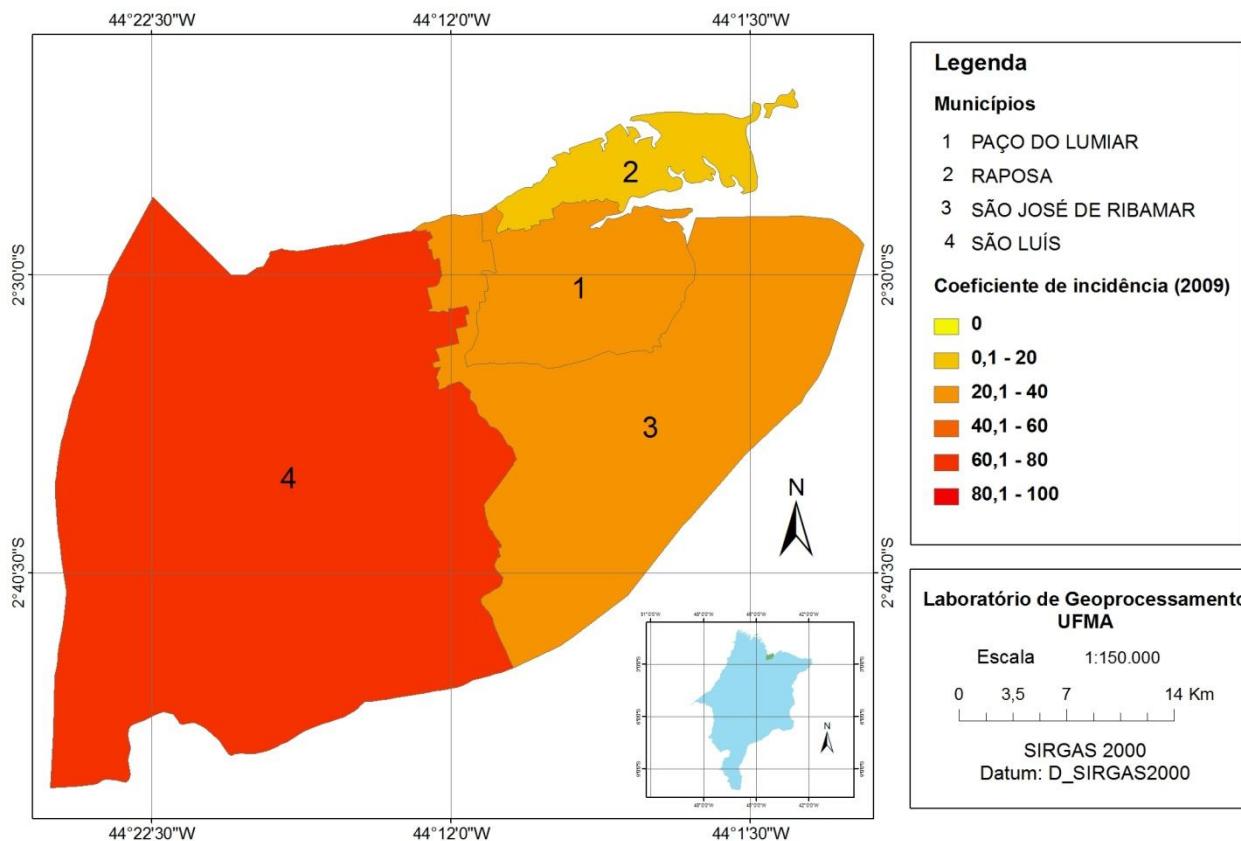 44°22'30"W 44°12'0"W 44°1'30"W
2°30'0"S 2°30'0"S
2°40'30"S 2°40'30"S
2
1
3
4
N
44°22'30"W 44°12'0"W 44°1'30"W
Legenda
Municípios
1 PAÇO DO LUMIAR
2 RAPOSA
3 SÃO JOSÉ DE RIBAMAR
4 SÃO LUÍS
Coeficiente de incidência (2009)
0
0,1 - 20
20,1 - 40
40,1 - 60
60,1 - 80
80,1 - 100
Laboratório de Geoprocessamento
UFMA
Escala 1:150.000
0 3,5 7 14 Km
SIRGAS 2000
Datum: D_SIRGAS2000
N